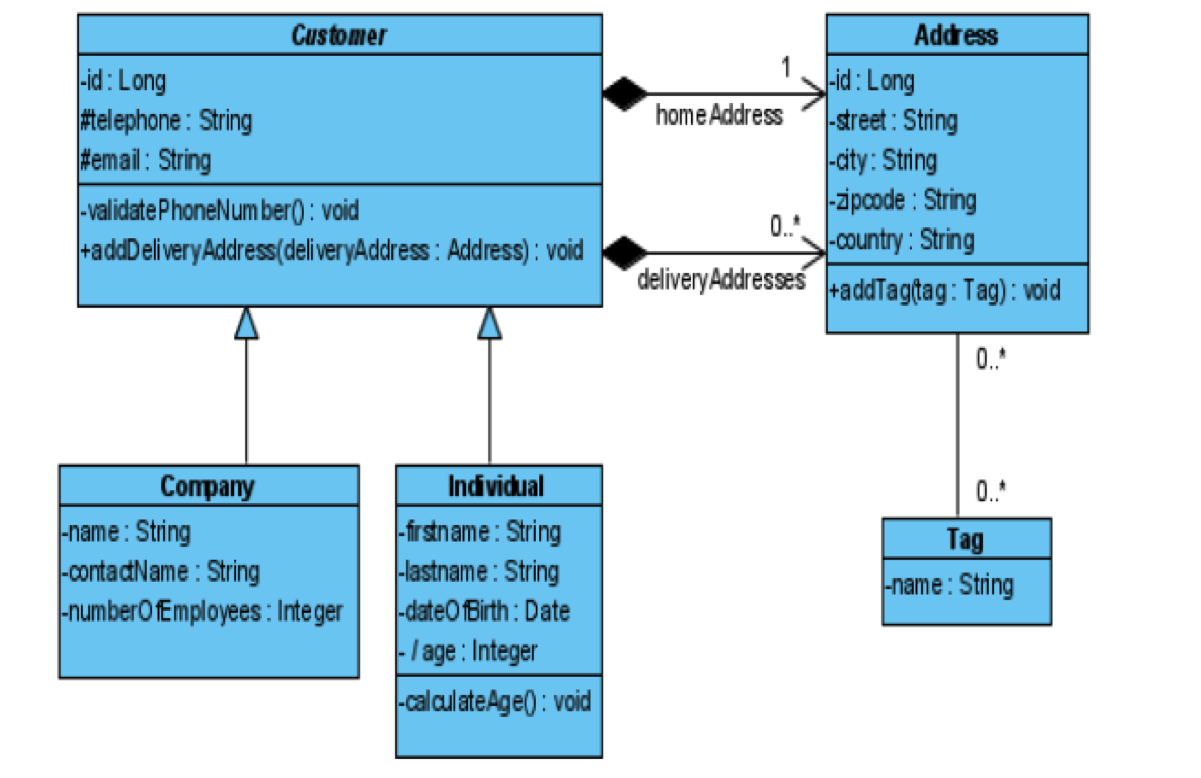 Customer
-id : Long
#telephone : String
#email : String
-validatePhoneNumber() : void
+addDeliveryAddress(deliveryAddress : Address) : void
1
homeAddress
0..*
deliveryAddresses
Address
-id : Long
-street : String
-city : String
-zipcode : String
-country : String
+addTag(tag : Tag) : void
0..*
0..*
Company
-name : String
-contactName : String
-numberOfEmployees : Integer
Individual
-firstname : String
-lastname : String
-dateOfBirth : Date
- / age : Integer
-calculateAge() : void
Tag
-name : String